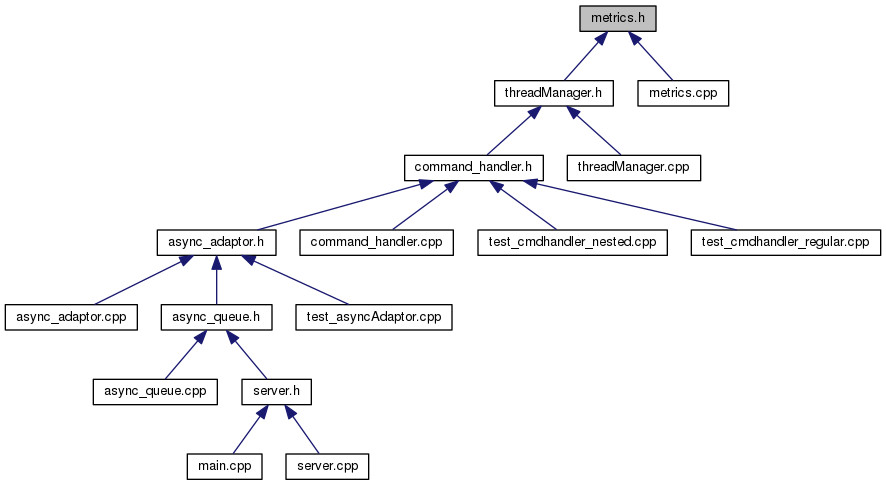 metrics.h
threadManager.h
metrics.cpp
command_handler.h
threadManager.cpp
async_adaptor.h
command_handler.cpp
test_cmdhandler_nested.cpp
test_cmdhandler_regular.cpp
async_adaptor.cpp
async_queue.h
test_asyncAdaptor.cpp
async_queue.cpp
server.h
main.cpp
server.cpp